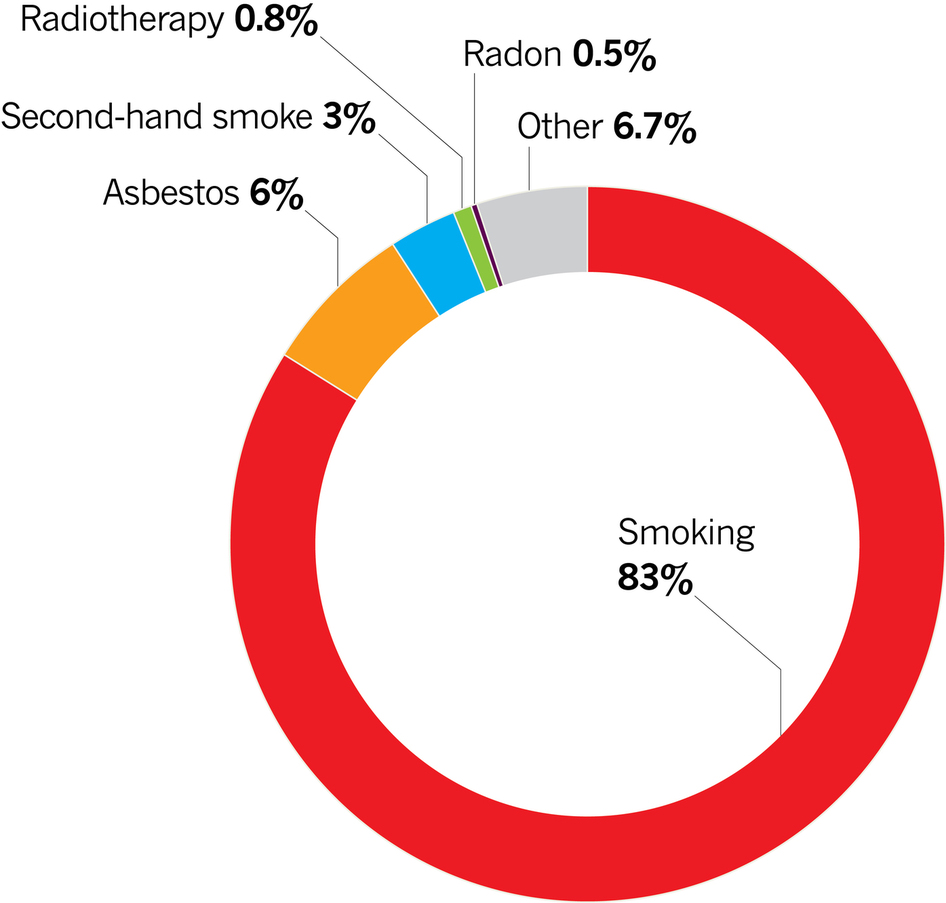 Radiotherapy 0.8%
Radon 0.5%
Second-hand smoke 3%
Other 6.7%
Asbestos 6%
Smoking
83%